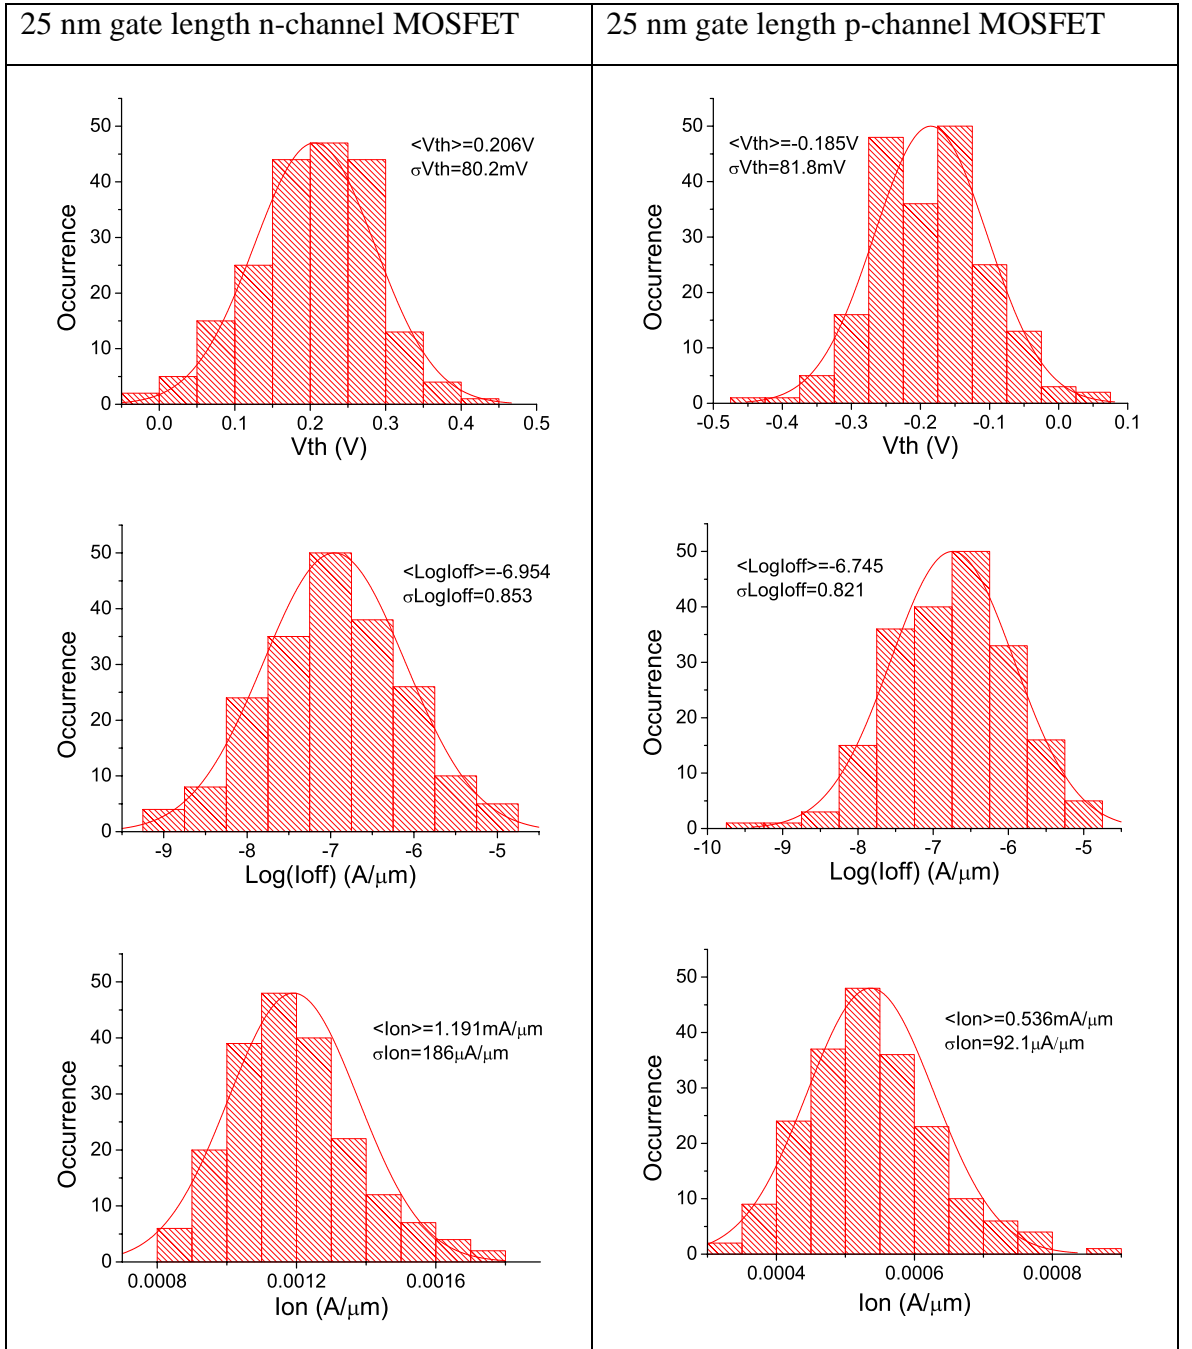 25 nm gate length n-channel MOSFET
25 nm gate length p-channel MOSFET
50
40
30
20
10
0
Occurrence
<Vth>=0.206V
σVth=80.2mV
0.0 0.1 0.2 0.3 0.4 0.5
Vth (V)
50
40
30
20
10
0
Occurrence
<Vth>=-0.185V
σVth=81.8mV
-0.5 -0.4 -0.3 -0.2 -0.1 0.0 0.1
Vth (V)
50
40
30
20
10
0
Occurrence
<LogIoff>=-6.954
σLogIoff=0.853
-9 -8 -7 -6 -5
Log(Ioff) (A/μm)
50
40
30
20
10
0
Occurrence
<LogIoff>=-6.745
σLogIoff=0.821
-10 -9 -8 -7 -6 -5
Log(Ioff) (A/μm)
50
40
30
20
10
0
Occurrence
<Ion>=1.191mA/μm
σIon=186μA/μm
0.0008 0.0012 0.0016
Ion (A/μm)
50
40
30
20
10
0
Occurrence
<Ion>=0.536mA/μm
σIon=92.1μA/μm
0.0004 0.0006 0.0008
Ion (A/μm)